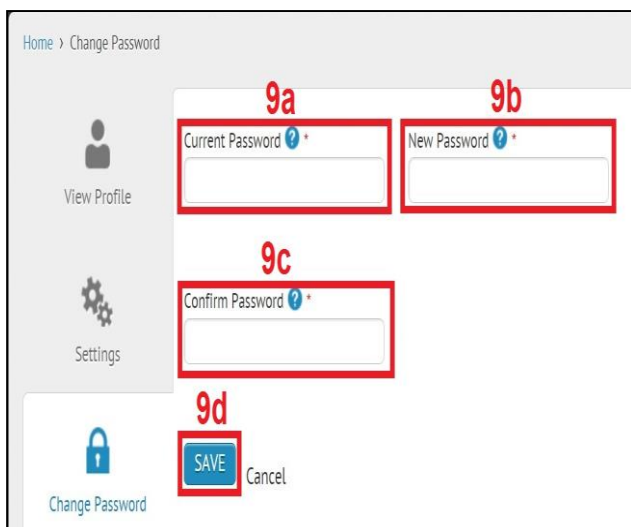 Home > Change Password
9a
9b
Current Password ? *
New Password ? *
View Profile
9c
Confirm Password ? *
Settings
9d
SAVE
Cancel
Change Password